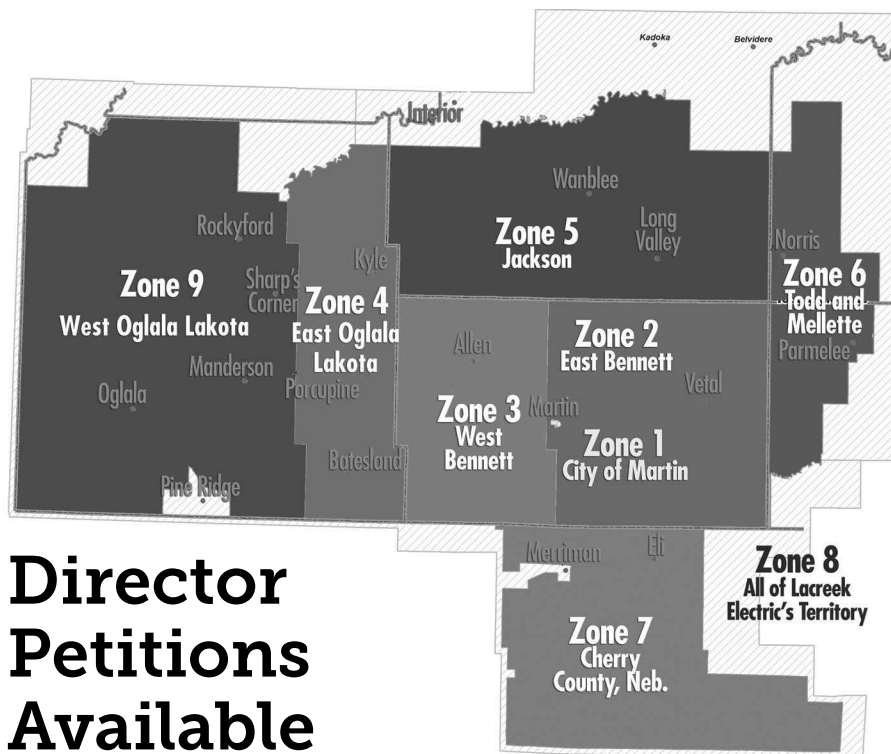 Kadoka
Belvidere
Interior
Wanblee
Rockyford
Zone 5
Jackson
Long
Valley
Norris
Kyle
Zone 9
West Oglala Lakota
Sharp's
Corner
Zone 4
East Oglala
Lakota
Zone 6
Todd and
Mellette
Parmelee
Allen
Zone 2
East Bennett
Vetal
Manderson
Oglala
Porcupine
Zone 3
West
Bennett
Martin
Zone 1
City of Martin
Batesland
Pine Ridge
Merriman
Eli
Zone 8
All of Lacreek
Electric's Territory
Zone 7
Cherry
County, Neb.
Director
Petitions
Available